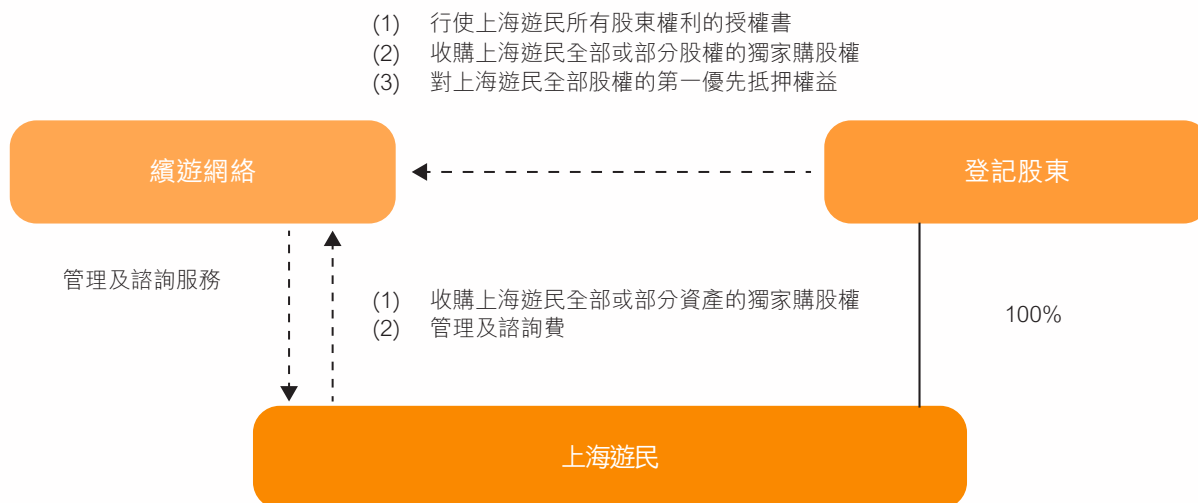 (1) 行使上海遊民所有股東權利的授權書
(2) 收購上海遊民全部或部分股權的獨家購股權
(3) 對上海遊民全部股權的第一優先抵押權益
繽遊網絡
登記股東
管理及諮詢服務
(1) 收購上海遊民全部或部分資產的獨家購股權
(2) 管理及諮詢費
100%
上海遊民